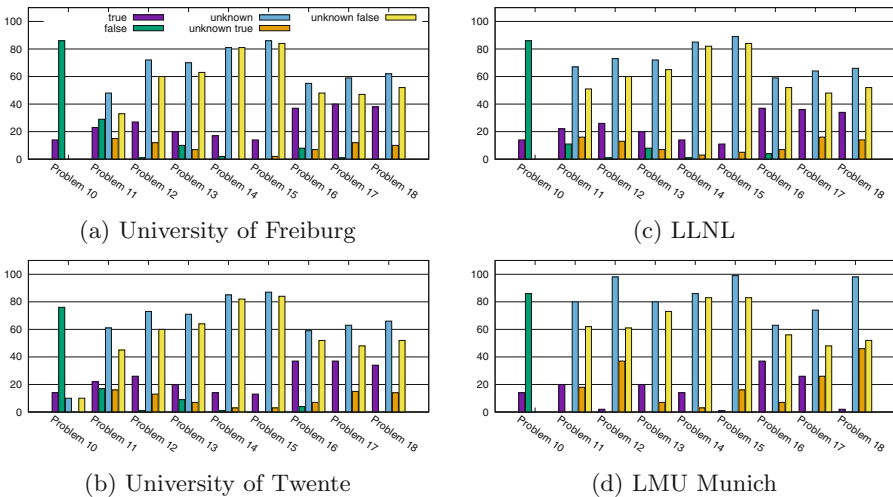 100
80
60
40
20
0
true
false
unknown
unknown true
unknown false
Problem 10
Problem 11
Problem 12
Problem 13
Problem 14
Problem 15
Problem 16
Problem 17
Problem 18
(a) University of Freiburg
100
80
60
40
20
0
Problem 10
Problem 11
Problem 12
Problem 13
Problem 14
Problem 15
Problem 16
Problem 17
Problem 18
(c) LLNL
100
80
60
40
20
0
Problem 10
Problem 11
Problem 12
Problem 13
Problem 14
Problem 15
Problem 16
Problem 17
Problem 18
(b) University of Twente
100
80
60
40
20
0
Problem 10
Problem 11
Problem 12
Problem 13
Problem 14
Problem 15
Problem 16
Problem 17
Problem 18
(d) LMU Munich